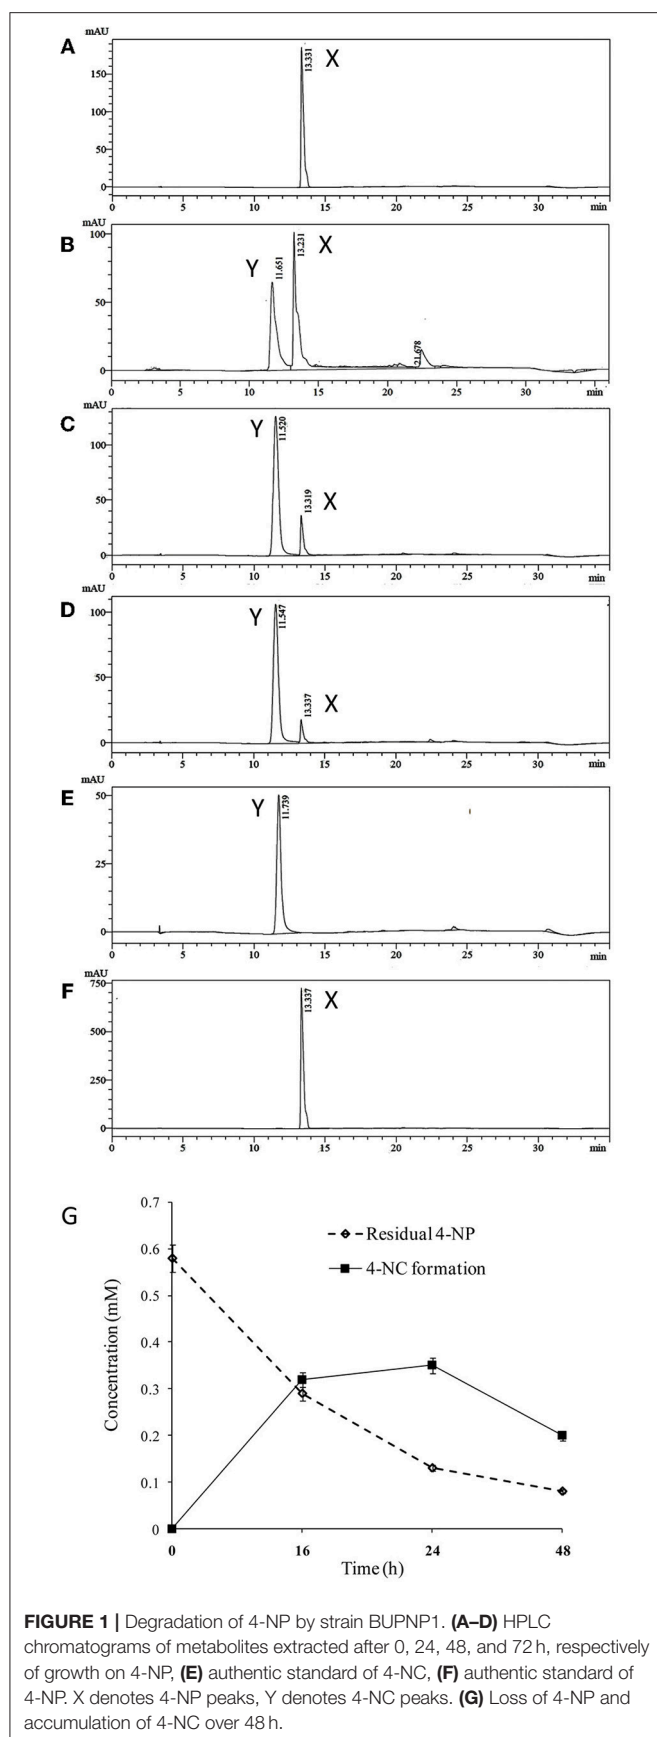 A
mAU
150
100
50
0
13.331
X
0 5 10 15 20 25 30 min
B
mAU
100
50
0
Y
11.651
13.231
X
21.678
0 5 10 15 20 25 30 min
C
mAU
100
50
0
Y
11.520
13.319
X
0 5 10 15 20 25 30 min
D
mAU
100
50
0
Y
11.547
13.337
X
0 5 10 15 20 25 30 min
E
mAU
50
25
0
Y
11.739
0 5 10 15 20 25 30 min
F
mAU
750
500
250
0
13.337
X
0 5 10 15 20 25 30 min
G
0.7
0.6
0.5
0.4
0.3
0.2
0.1
0
Concentration (mM)
Residual 4-NP
4-NC formation
0 16 24 48
Time (h)
FIGURE 1 | Degradation of 4-NP by strain BUPNP1. (A–D) HPLC
chromatograms of metabolites extracted after 0, 24, 48, and 72 h, respectively
of growth on 4-NP, (E) authentic standard of 4-NC, (F) authentic standard of
4-NP. X denotes 4-NP peaks, Y denotes 4-NC peaks. (G) Loss of 4-NP and
accumulation of 4-NC over 48 h.